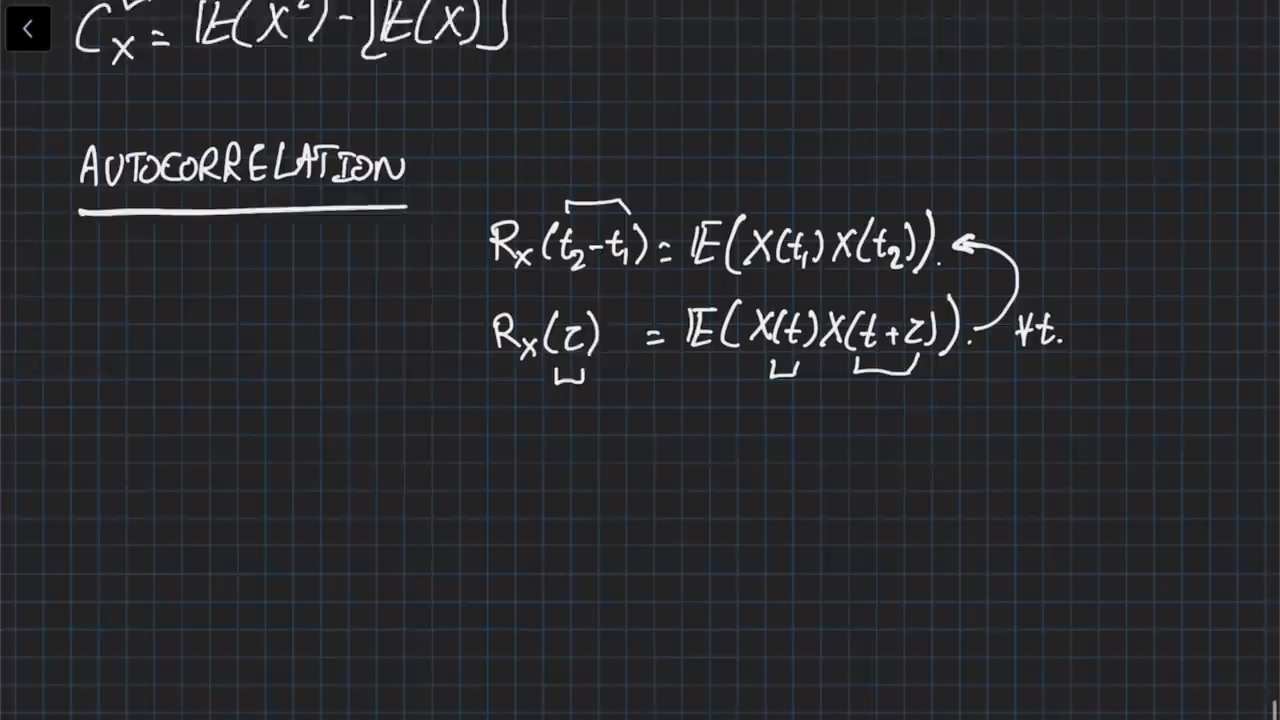 C_X = 𝔼(X²) - [𝔼(X)]
AUTOCORRELATION
R_X(t₂-t₁) = 𝔼(X(t₁)X(t₂)).
R_X(τ) = 𝔼(X(t)X(t+τ)). ∀t.